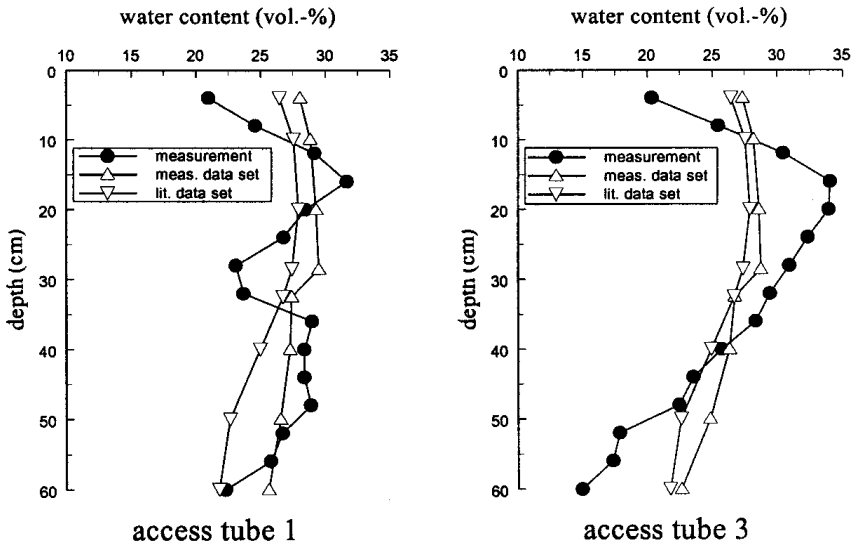 water content (vol.-%)
10 15 20 25 30 35
0
10
20
30
40
50
60
depth (cm)
measurement
meas. data set
lit. data set
access tube 1
water content (vol.-%)
10 15 20 25 30 35
0
10
20
30
40
50
60
depth (cm)
measurement
meas. data set
lit. data set
access tube 3